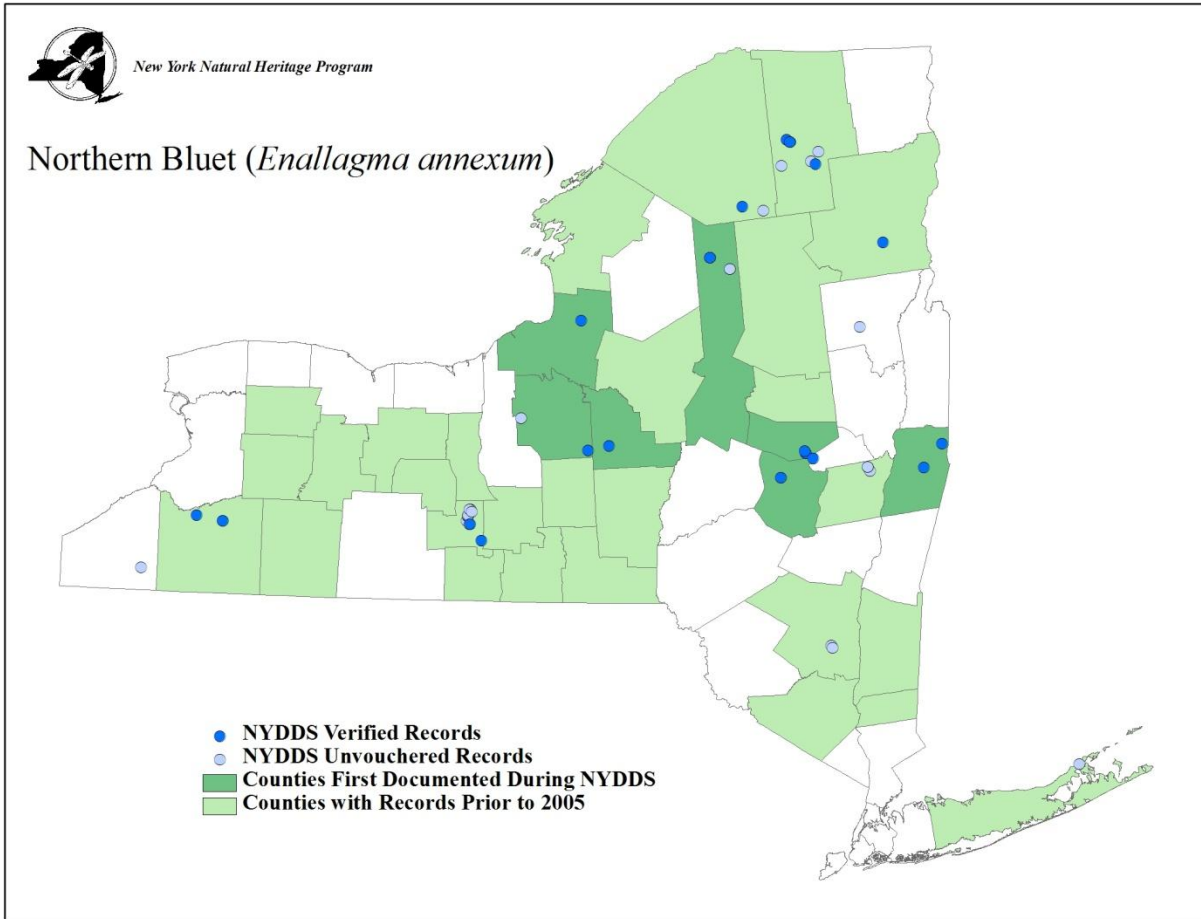 New York Natural Heritage Program
Northern Bluet (Enallagma annexum)
NYDDS Verified Records
NYDDS Unvouchered Records
Counties First Documented During NYDDS
Counties with Records Prior to 2005